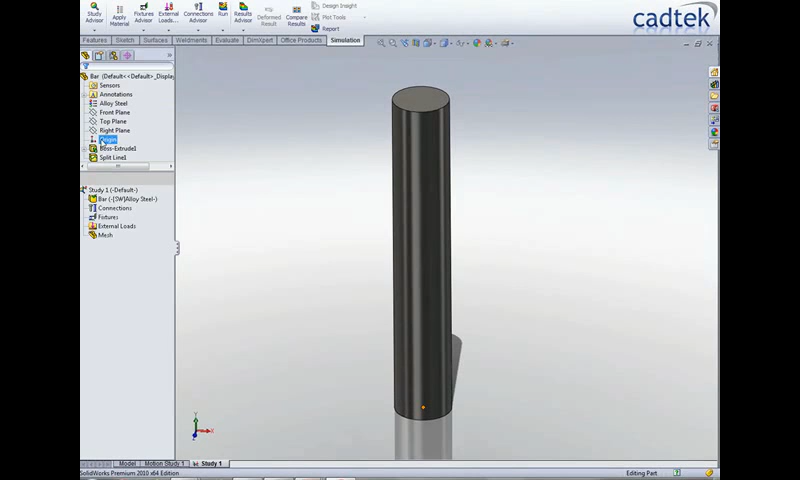 Study Advisor
Apply Material
Fixtures Advisor
External Loads...
Connections Advisor
Run
Results Advisor
Deformed Result
Compare Results
Design Insight
Plot Tools
Report
cadtek
Features Sketch Surfaces Weldments Evaluate DimXpert Office Products Simulation
Bar (Default<<Default>_Display
Sensors
Annotations
Alloy Steel
Front Plane
Top Plane
Right Plane
Origin
Boss-Extrude1
Split Line1
Study 1 (-Default-)
Bar (-[SW]Alloy Steel-)
Connections
Fixtures
External Loads
Mesh
Y
X
Z
Model Motion Study 1 Study 1
SolidWorks Premium 2010 x64 Edition
Editing Part